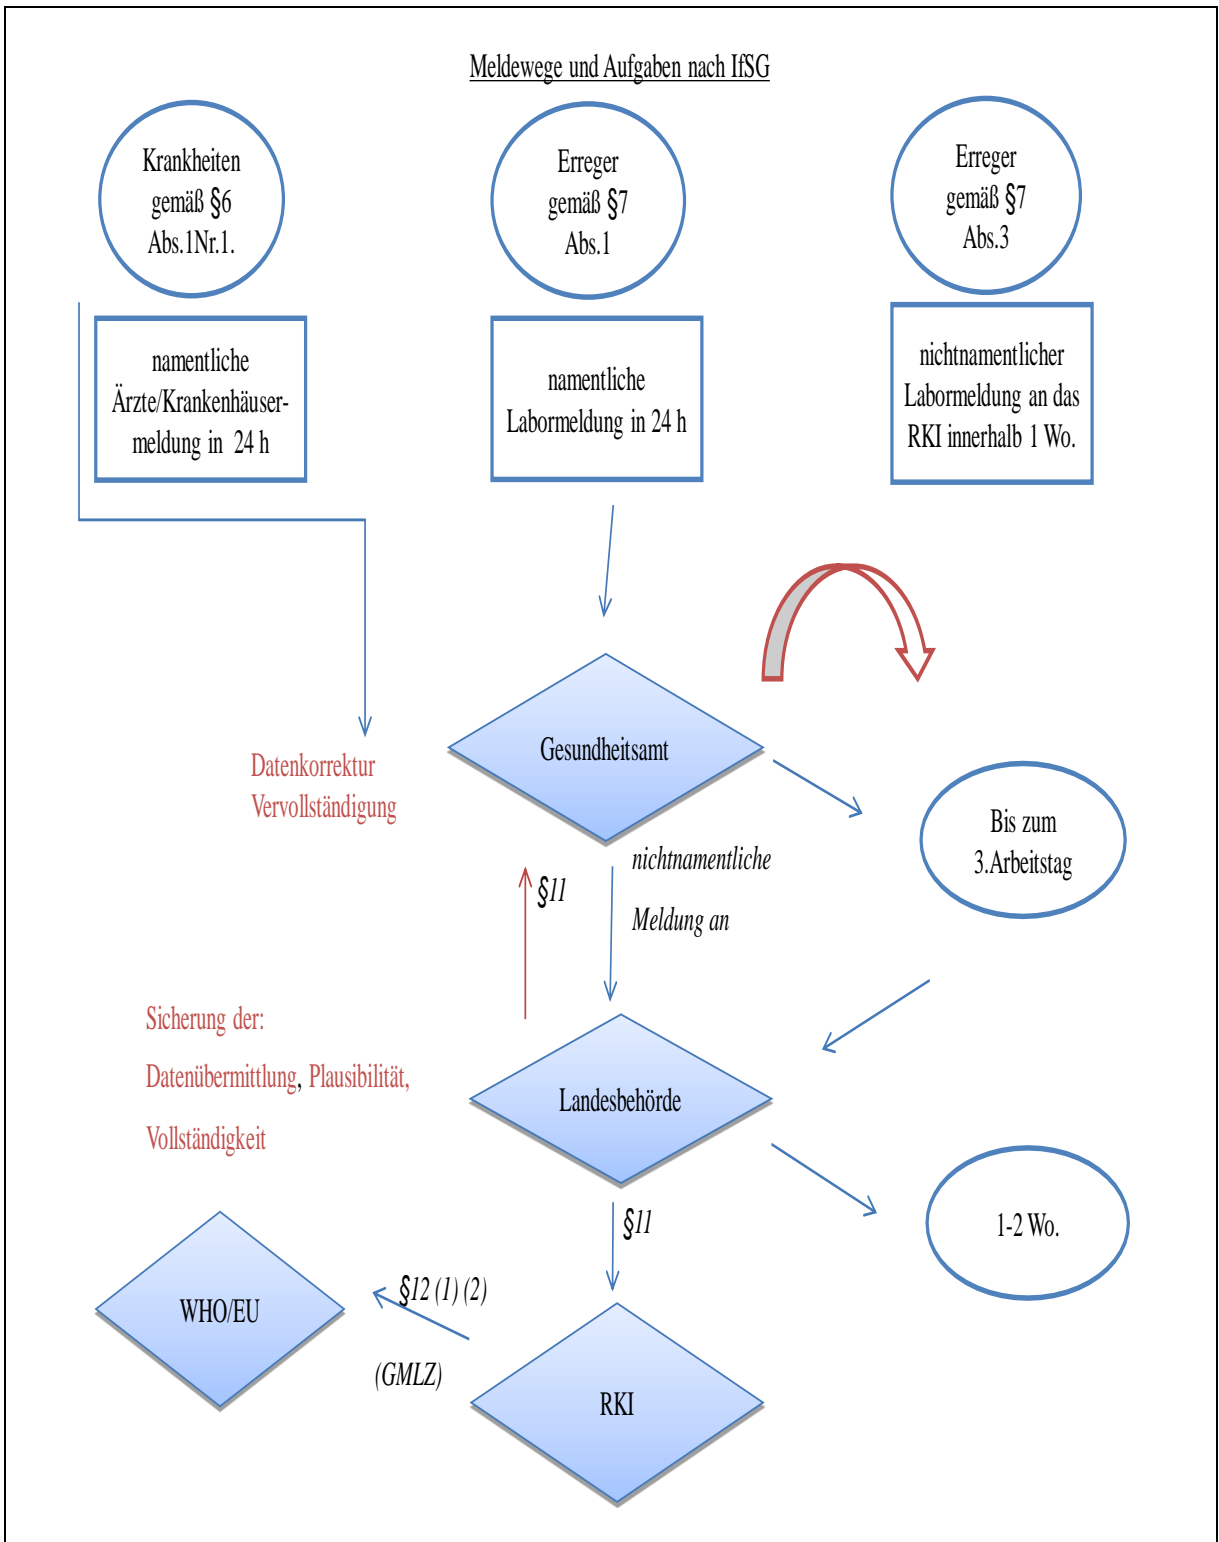 Meldewege und Aufgaben nach IfSG
Krankheiten
gemäß §6
Abs.1Nr.1.
Erreger
gemäß §7
Abs.1
Erreger
gemäß §7
Abs.3
namentliche
Ärzte/Krankenhäuser-
meldung in 24 h
namentliche
Labormeldung in 24 h
nichtnamentlicher
Labormeldung an das
RKI innerhalb 1 Wo.
Gesundheitsamt
Datenkorrektur
Vervollständigung
Bis zum
3.Arbeitstag
§11
nichtnamentliche
Meldung an
Sicherung der:
Datenübermittlung, Plausibilität,
Vollständigkeit
Landesbehörde
§11
1-2 Wo.
WHO/EU
§12 (1) (2)
(GMLZ)
RKI